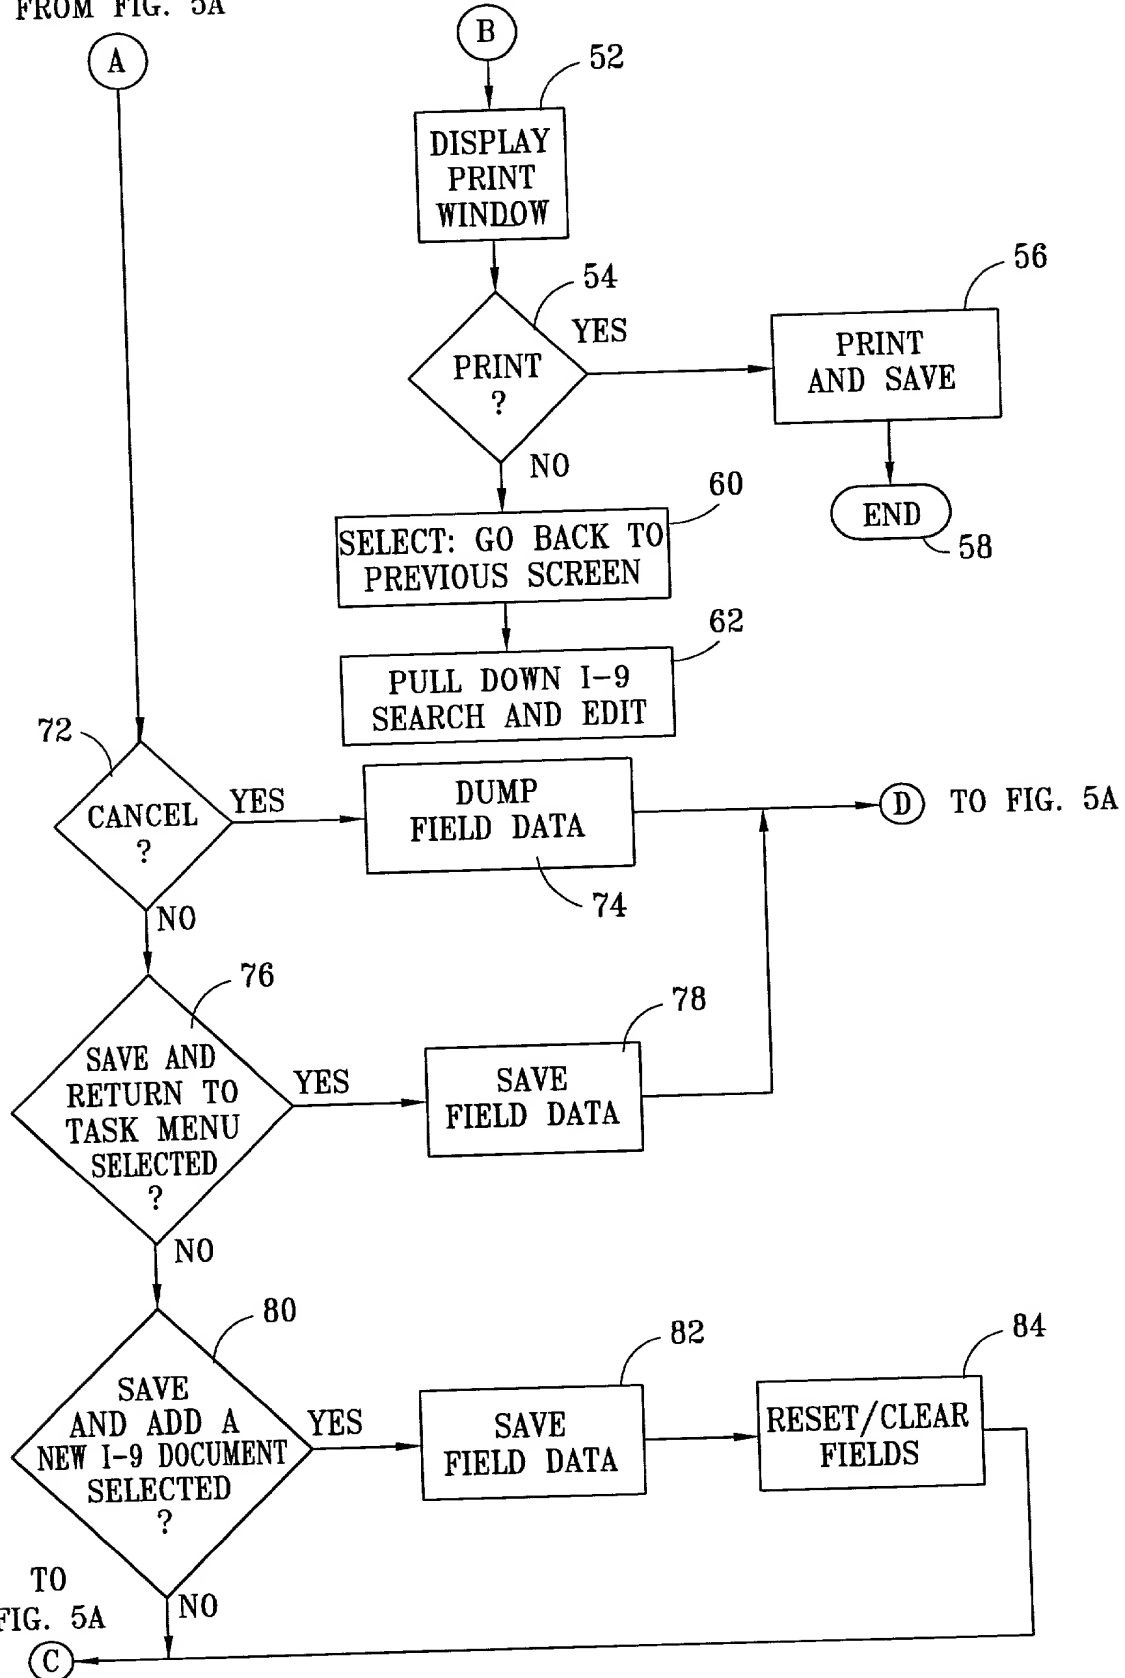 FROM FIG. 5A
A
B
52
DISPLAY
PRINT
WINDOW
54
PRINT
?
YES
56
PRINT
AND SAVE
NO
END
58
60
SELECT: GO BACK TO
PREVIOUS SCREEN
62
PULL DOWN I-9
SEARCH AND EDIT
72
CANCEL
?
YES
DUMP
FIELD DATA
74
D TO FIG. 5A
NO
76
SAVE AND
RETURN TO
TASK MENU
SELECTED
?
YES
78
SAVE
FIELD DATA
NO
80
SAVE
AND ADD A
NEW I-9 DOCUMENT
SELECTED
?
YES
82
SAVE
FIELD DATA
84
RESET/CLEAR
FIELDS
NO
TO
FIG. 5A
C